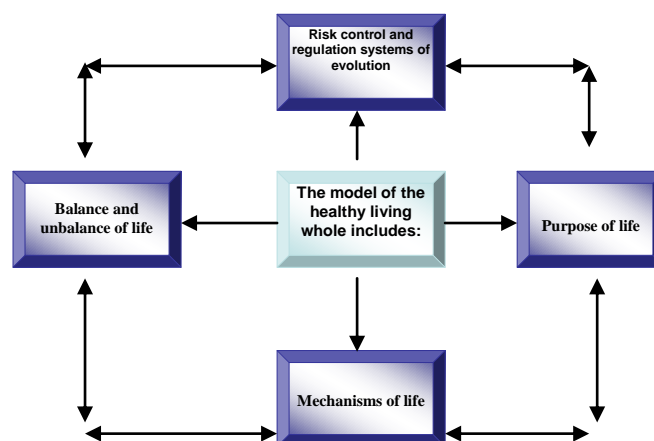 Risk control and
regulation systems of
evolution
Balance and
unbalance of life
The model of the
healthy living
whole includes:
Purpose of life
Mechanisms of life